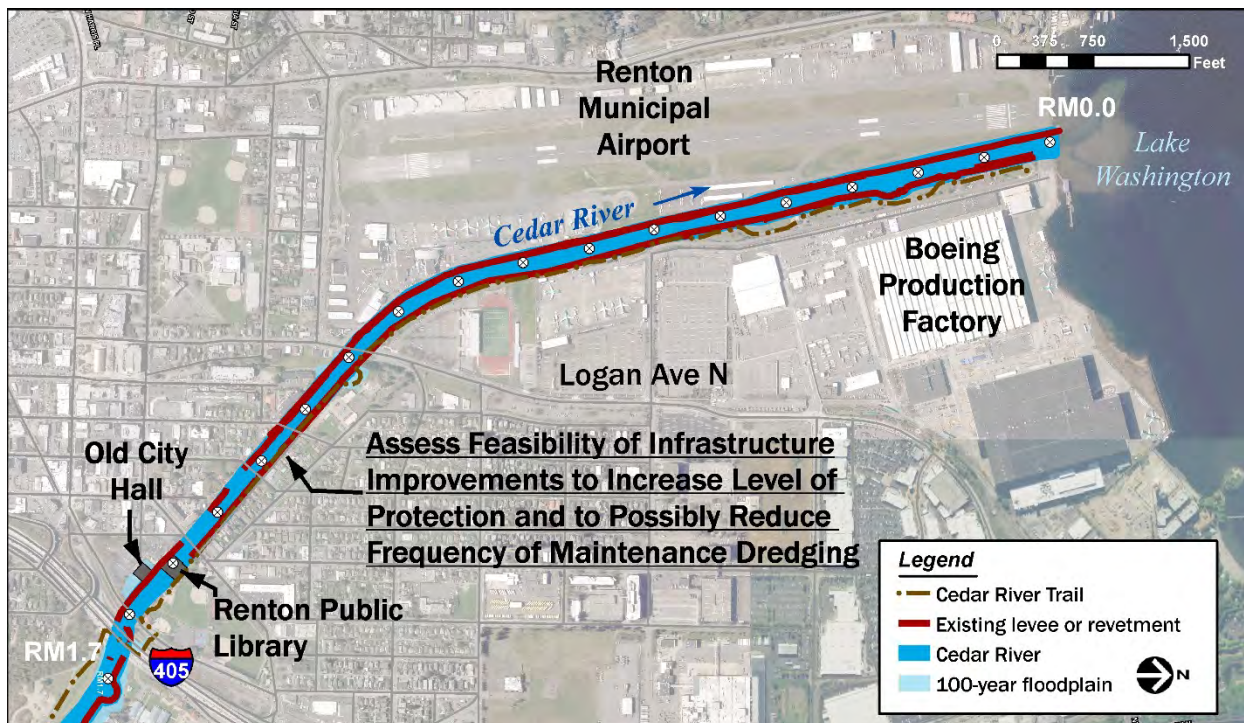 0 375 750 1,500
Feet
Renton
Municipal
Airport
RM0.0
Lake
Washington
Cedar River
Boeing
Production
Factory
Logan Ave N
Old City
Hall
Assess Feasibility of Infrastructure
Improvements to Increase Level of
Protection and to Possibly Reduce
Frequency of Maintenance Dredging
Renton Public
Library
RM1.7
405
Legend
Cedar River Trail
Existing levee or revetment
Cedar River
100-year floodplain
N